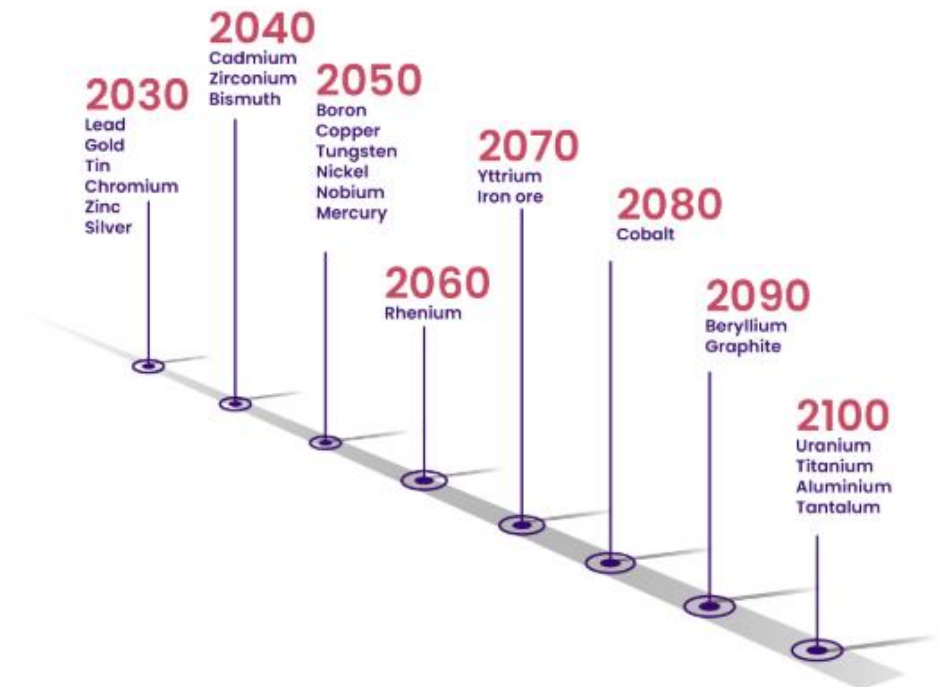 2030
Lead
Gold
Tin
Chromium
Zinc
Silver
2040
Cadmium
Zirconium
Bismuth
2050
Boron
Copper
Tungsten
Nickel
Nobium
Mercury
2060
Rhenium
2070
Yttrium
Iron ore
2080
Cobalt
2090
Beryllium
Graphite
2100
Uranium
Titanium
Aluminium
Tantalum